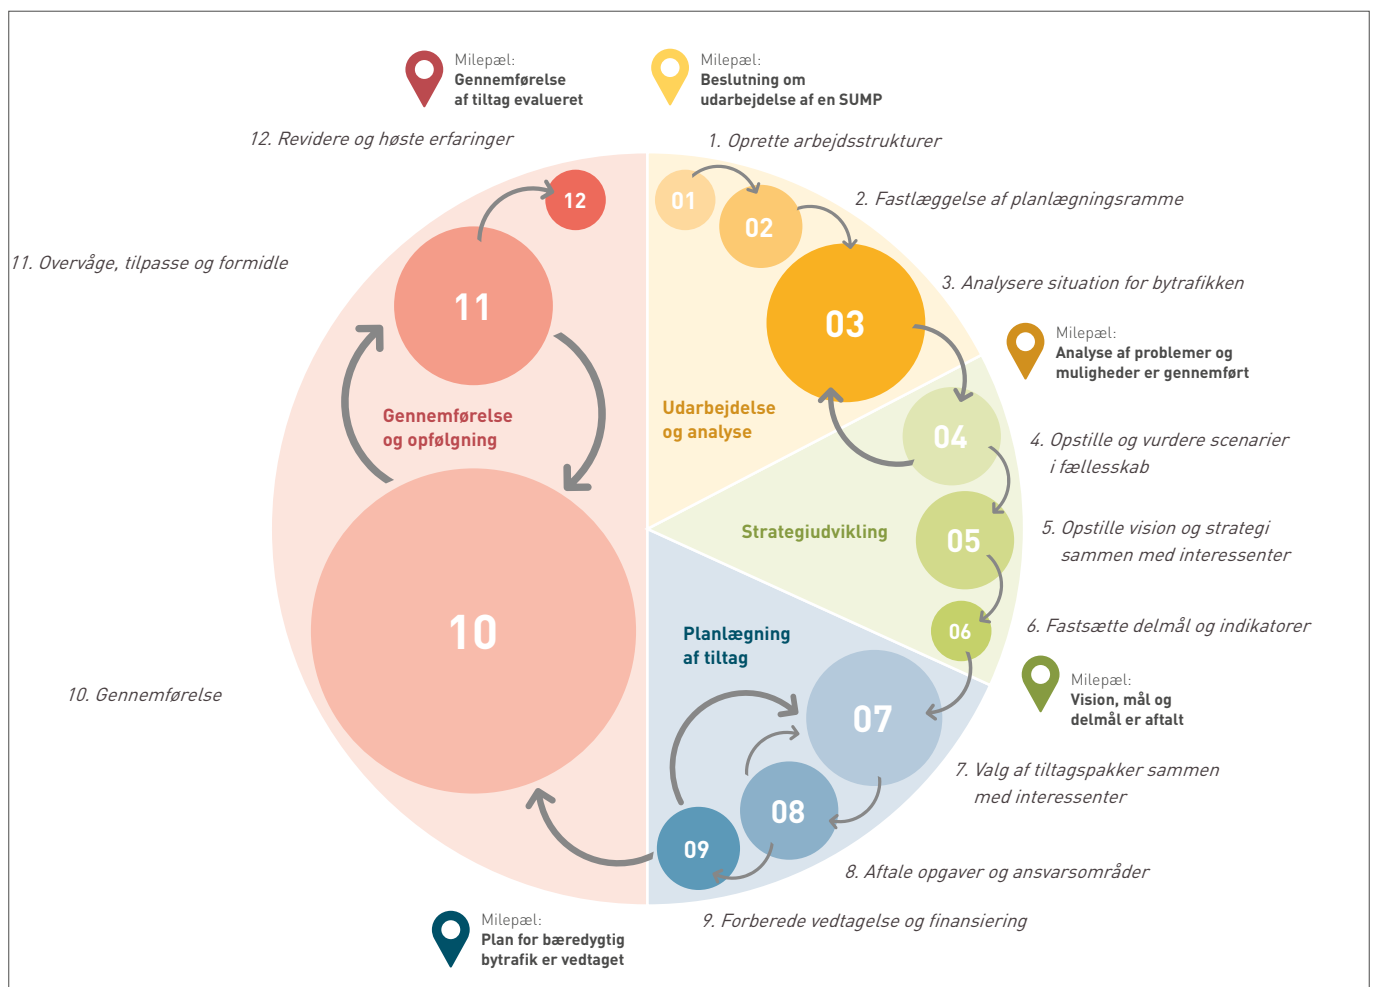 Milepæl:
Gennemførelse
af tiltag evalueret
Milepæl:
Beslutning om
udarbejdelse af en SUMP
12. Revidere og høste erfaringer
1. Oprette arbejdsstrukturer
12
01
2. Fastlæggelse af planlægningsramme
02
11. Overvåge, tilpasse og formidle
3. Analysere situation for bytrafikken
11
03
Milepæl:
Analyse af problemer og
muligheder er gennemført
Gennemførelse
og opfølgning
Udarbejdelse
og analyse
04
4. Opstille og vurdere scenarier
i fællesskab
Strategiudvikling
05
5. Opstille vision og strategi
sammen med interessenter
10
Planlægning
af tiltag
06
6. Fastsætte delmål og indikatorer
Milepæl:
Vision, mål og
delmål er aftalt
10. Gennemførelse
07
7. Valg af tiltagspakker sammen
med interessenter
08
09
8. Aftale opgaver og ansvarsområder
9. Forberede vedtagelse og finansiering
Milepæl:
Plan for bæredygtig
bytrafik er vedtaget